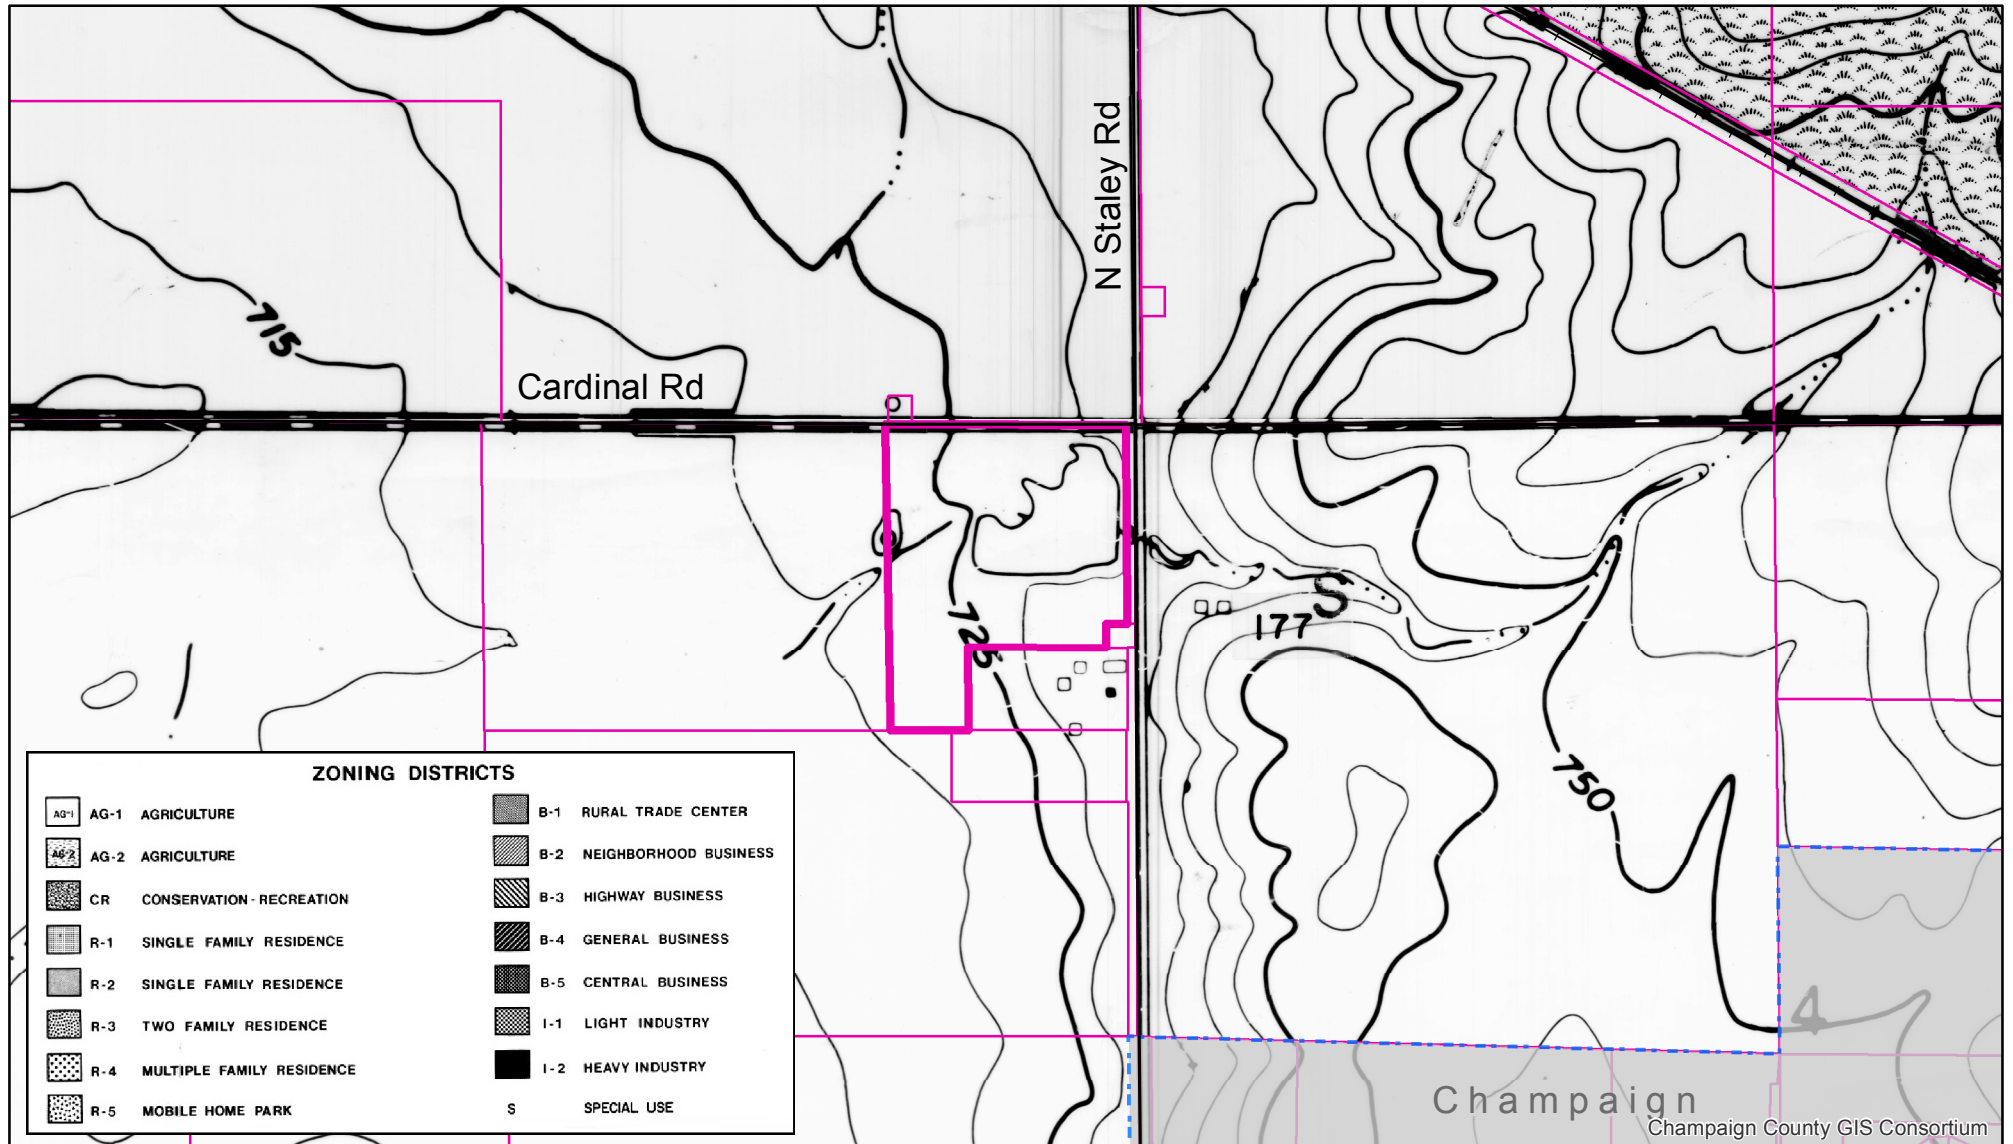 N Staley Rd
715
Cardinal Rd
S
177
725
750
ZONING DISTRICTS
AG-1 AG-1 AGRICULTURE
AG-2 AG-2 AGRICULTURE
CR CONSERVATION-RECREATION
R-1 SINGLE FAMILY RESIDENCE
R-2 SINGLE FAMILY RESIDENCE
R-3 TWO FAMILY RESIDENCE
R-4 MULTIPLE FAMILY RESIDENCE
R-5 MOBILE HOME PARK
B-1 RURAL TRADE CENTER
B-2 NEIGHBORHOOD BUSINESS
B-3 HIGHWAY BUSINESS
B-4 GENERAL BUSINESS
B-5 CENTRAL BUSINESS
I-1 LIGHT INDUSTRY
I-2 HEAVY INDUSTRY
S SPECIAL USE
4
Champaign
Champaign County GIS Consortium